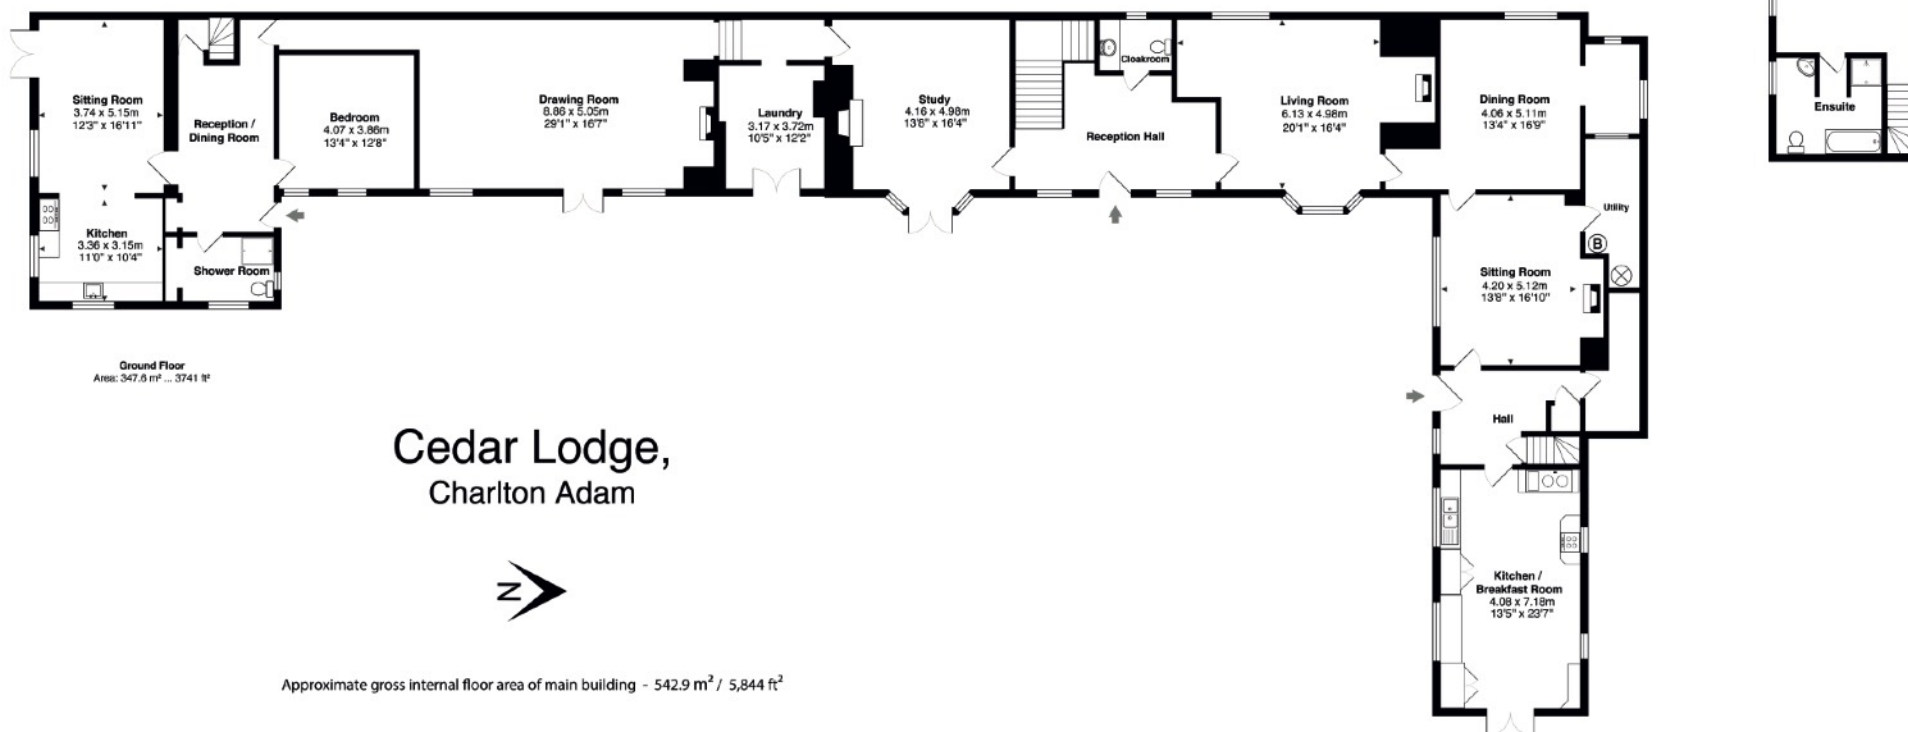 Sitting Room
3.74 x 5.15m
12'3" x 16'11"
Reception /
Dining Room
Bedroom
4.07 x 3.86m
13'4" x 12'8"
Drawing Room
8.86 x 5.05m
29'1" x 16'7"
Laundry
3.17 x 3.72m
10'5" x 12'2"
Study
4.16 x 4.98m
13'8" x 16'4"
Cloakroom
Reception Hall
Living Room
6.13 x 4.98m
20'1" x 16'4"
Dining Room
4.06 x 5.11m
13'4" x 16'9"
Ensuite
Kitchen
3.36 x 3.15m
11'0" x 10'4"
Shower Room
Utility
B
Sitting Room
4.20 x 5.12m
13'8" x 16'10"
Hall
Kitchen /
Breakfast Room
4.08 x 7.18m
13'5" x 23'7"
Ground Floor
Area: 347.6 m² ... 3741 ft²
Cedar Lodge,
Charlton Adam
N
Approximate gross internal floor area of main building - 542.9 m² / 5,844 ft²